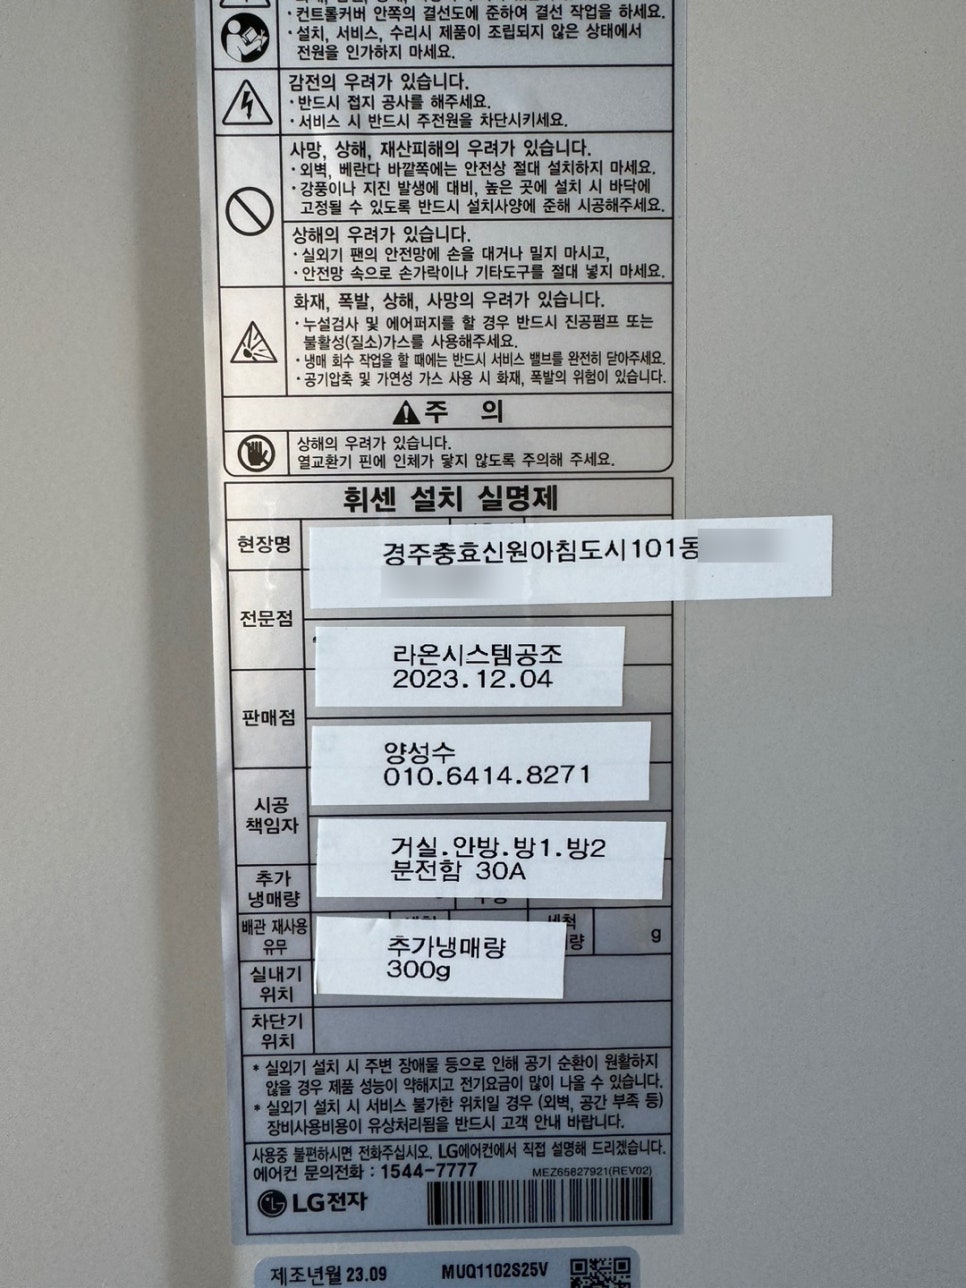 · 컨트롤커버 안쪽의 결선도에 준하여 결선 작업을 하세요.
· 설치, 서비스, 수리시 제품이 조립되지 않은 상태에서
전원을 인가하지 마세요.
감전의 우려가 있습니다.
· 반드시 접지 공사를 해주세요.
· 서비스 시 반드시 주전원을 차단시키세요.
사망, 상해, 재산피해의 우려가 있습니다.
· 외벽, 베란다 바깥쪽에는 안전상 절대 설치하지 마세요.
· 강풍이나 지진 발생에 대비, 높은 곳에 설치 시 바닥에
고정될 수 있도록 반드시 설치사양에 준해 시공해주세요.
상해의 우려가 있습니다.
· 실외기 팬의 안전망에 손을 대거나 밀지 마시고,
· 안전망 속으로 손가락이나 기타도구를 절대 넣지 마세요.
화재, 폭발, 상해, 사망의 우려가 있습니다.
· 누설검사 및 에어퍼지를 할 경우 반드시 진공펌프 또는
불활성(질소)가스를 사용해주세요.
· 냉매 회수 작업을 할 때에는 반드시 서비스 밸브를 완전히 닫아주세요.
· 공기압축 및 가연성 가스 사용 시 화재, 폭발의 위험이 있습니다.
주 의
상해의 우려가 있습니다.
열교환기 핀에 인체가 닿지 않도록 주의해 주세요.
휘센 설치 실명제
현장명
경주충효신원아침도시101동
전문점
라온시스템공조
2023.12.04
판매점
양성수
010.6414.8271
시공
책임자
거실.안방.방1.방2
분전함 30A
추가
냉매량
배관 재사용
유무
세척
량
g
추가냉매량
300g
실내기
위치
차단기
위치
* 실외기 설치 시 주변 장애물 등으로 인해 공기 순환이 원활하지
않을 경우 제품 성능이 약해지고 전기요금이 많이 나올 수 있습니다.
* 실외기 설치 시 서비스 불가한 위치일 경우 (외벽, 공간 부족 등)
장비사용비용이 유상처리됨을 반드시 고객 안내 바랍니다.
사용중 불편하시면 전화주십시오. LG에어컨에서 직접 설명해 드리겠습니다.
에어컨 문의전화 : 1544-7777
MEZ65827921(REV02)
LG전자
제조년월 23.09
MUQ1102S25V